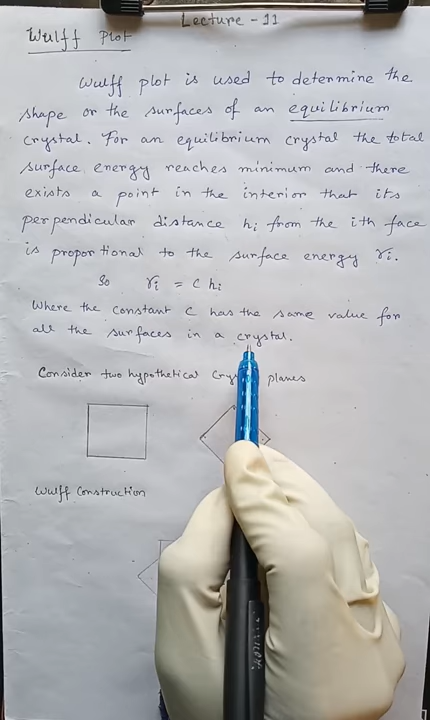 Lecture - 11
Wulff Plot
Wulff plot is used to determine the
shape or the surfaces of an equilibrium
crystal. For an equilibrium crystal the total
surface energy reaches minimum and there
exists a point in the interior that its
perpendicular distance hi from the ith face
is proportional to the surface energy γi.
So γi = c hi
Where the constant C has the same value for
all the surfaces in a crystal.
Consider two hypothetical planes
Wulff Construction